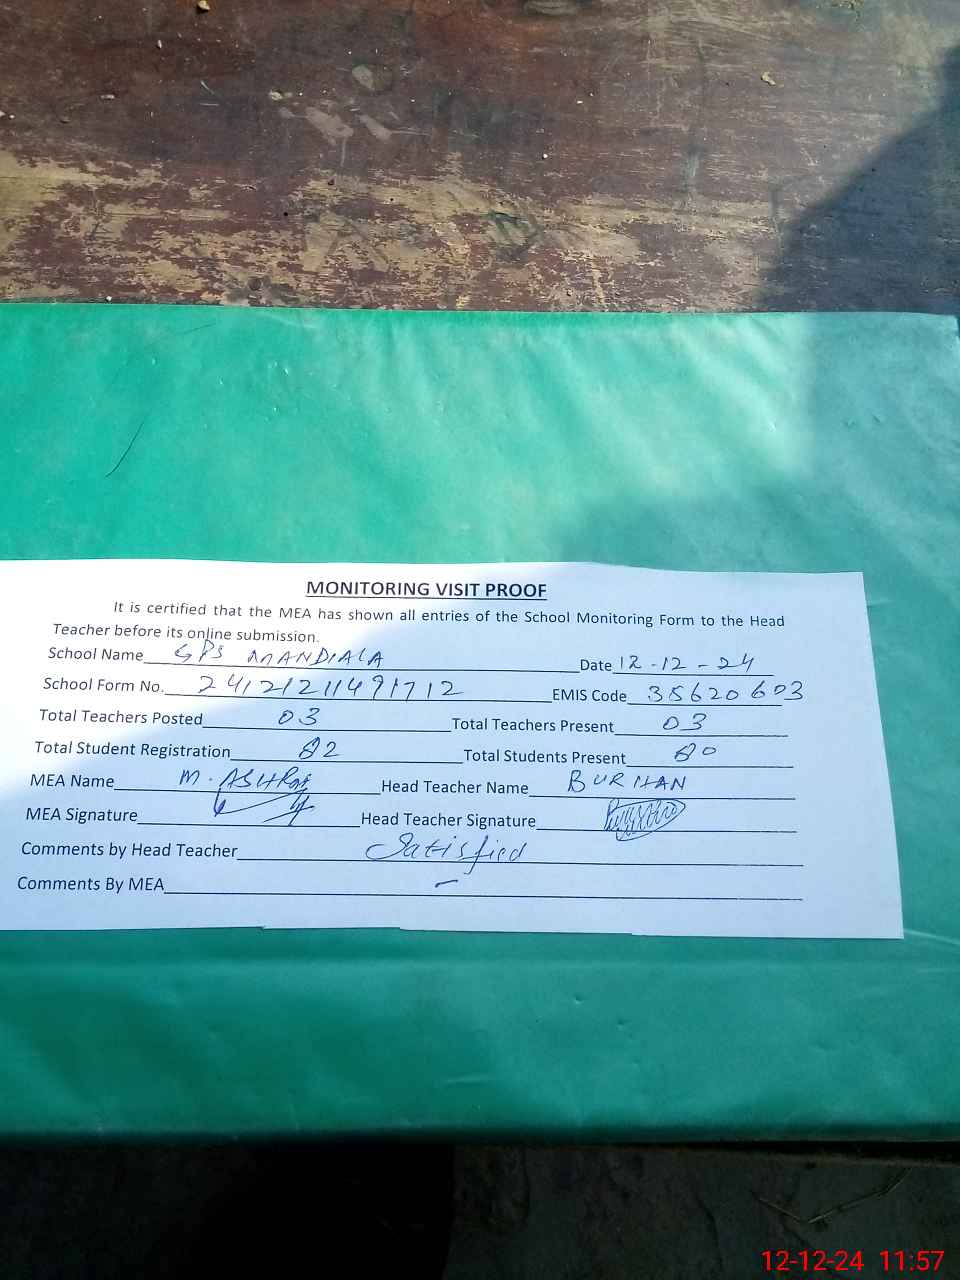 MONITORING VISIT PROOF
It is certified that the MEA has shown all entries of the School Monitoring Form to the Head
Teacher before its online submission.
School Name GPS MANDIALA Date 12-12-24
School Form No. 24121211491712 EMIS Code 35620603
Total Teachers Posted 03 Total Teachers Present 03
Total Student Registration 82 Total Students Present 80
MEA Name M. ASHRAF Head Teacher Name BURHAN
MEA Signature Head Teacher Signature
Comments by Head Teacher Satisfied
Comments By MEA –
12-12-24 11:57